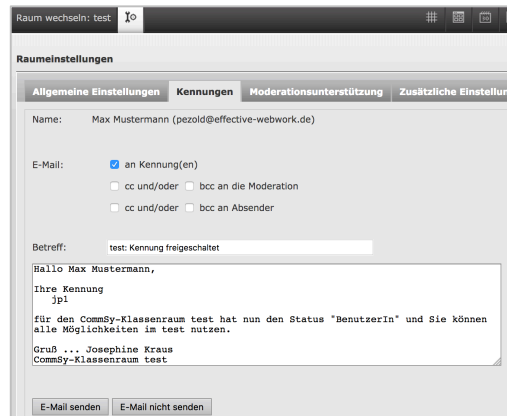 Raum wechseln: test
Raumeinstellungen
Allgemeine Einstellungen Kennungen Moderationsunterstützung Zusätzliche Einstellun
Name: Max Mustermann (pezold@effective-webwork.de)
E-Mail: an Kennung(en)
cc und/oder bcc an die Moderation
cc und/oder bcc an Absender
Betreff: test: Kennung freigeschaltet
Hallo Max Mustermann,
Ihre Kennung
jp1
für den CommSy-Klassenraum test hat nun den Status "BenutzerIn" und Sie können
alle Möglichkeiten im test nutzen.
Gruß ... Josephine Kraus
CommSy-Klassenraum test
E-Mail senden E-Mail nicht senden